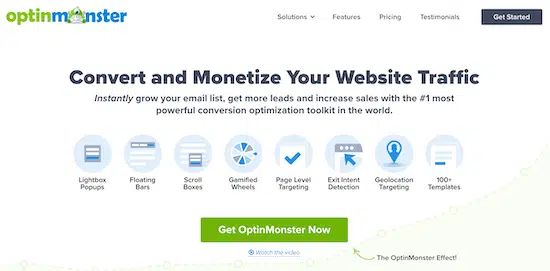 optinmonster
Solutions Features Pricing Testimonials Get Started
Convert and Monetize Your Website Traffic
Instantly grow your email list, get more leads and increase sales with the #1 most
powerful conversion optimization toolkit in the world.
Lightbox Popups
Floating Bars
Scroll Boxes
Gamified Wheels
Page Level Targeting
Exit Intent Detection
Geolocation Targeting
100+ Templates
Get OptinMonster Now
Watch the video
The OptinMonster Effect!